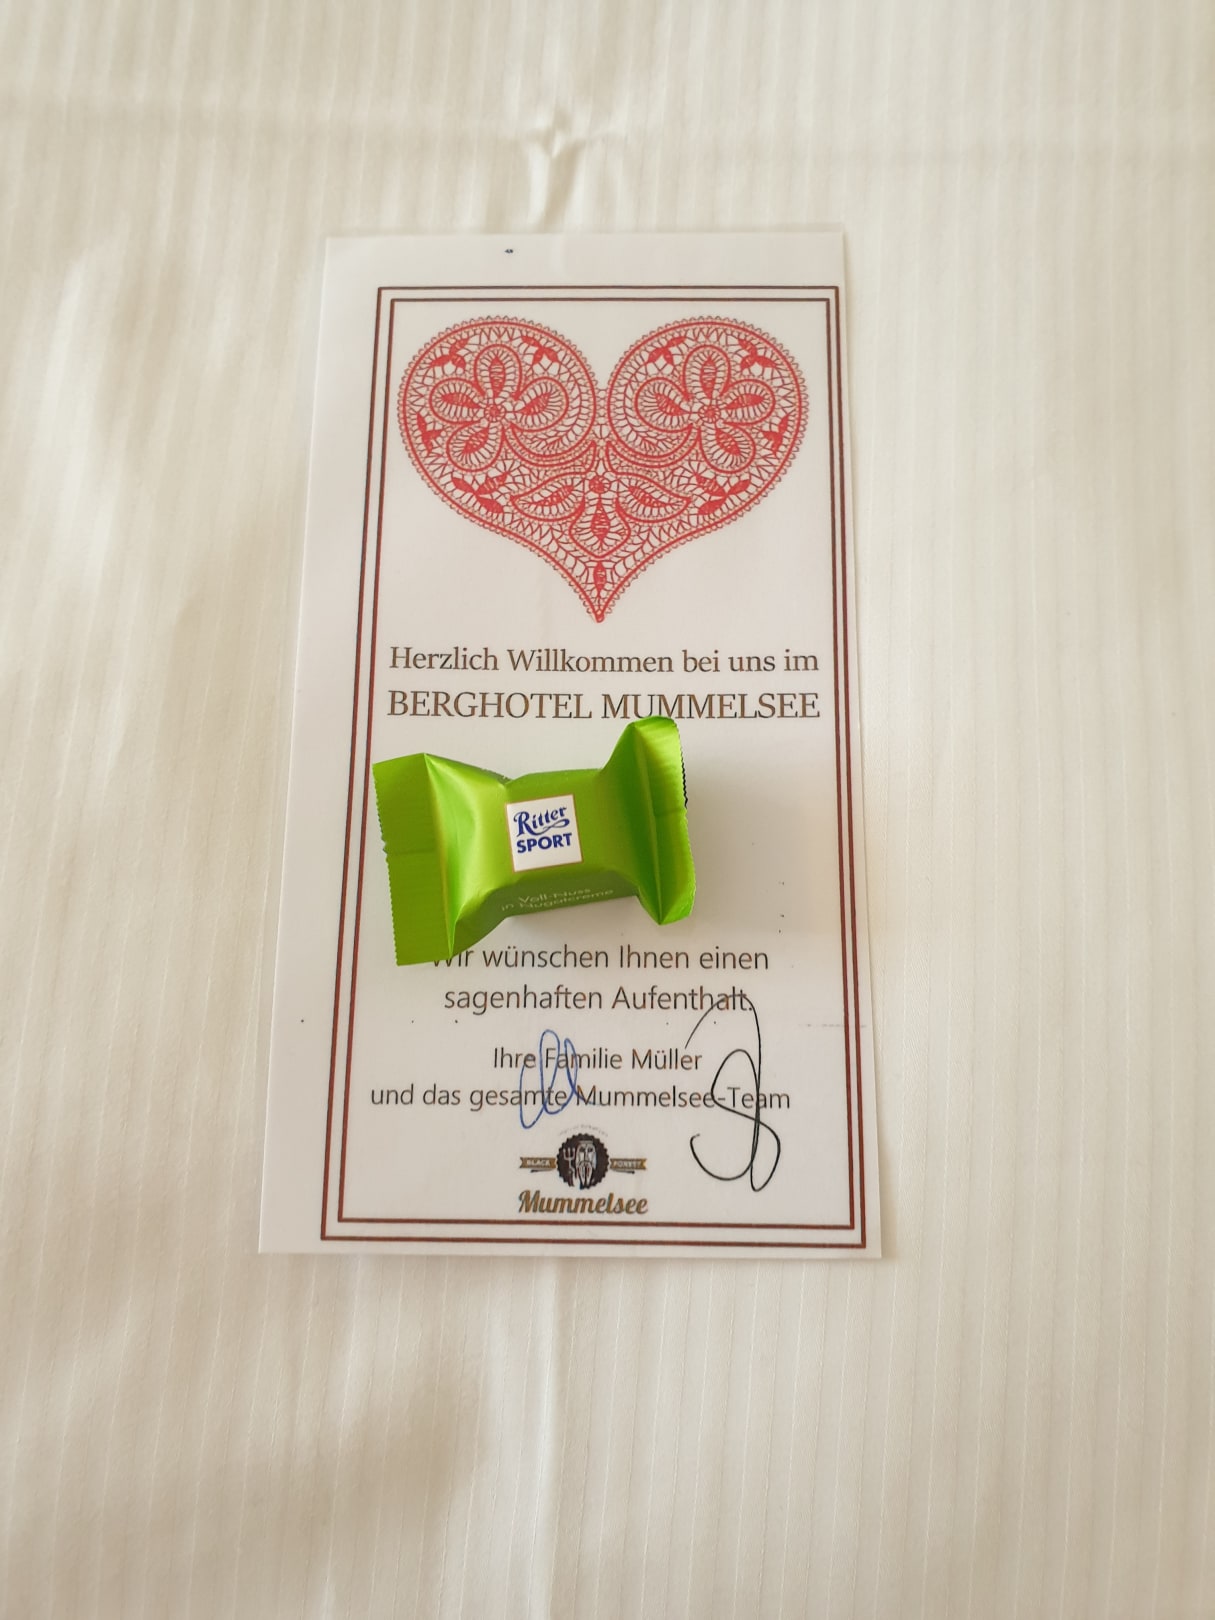 Herzlich Willkommen bei uns im
BERGHOTEL MUMMELSEE
Ritter
SPORT
Voll-Nuss
in Nugatcreme
Wir wünschen Ihnen einen
sagenhaften Aufenthalt.
Ihre Familie Müller
und das gesamte Mummelsee-Team
BLACK FOREST
Mummelsee